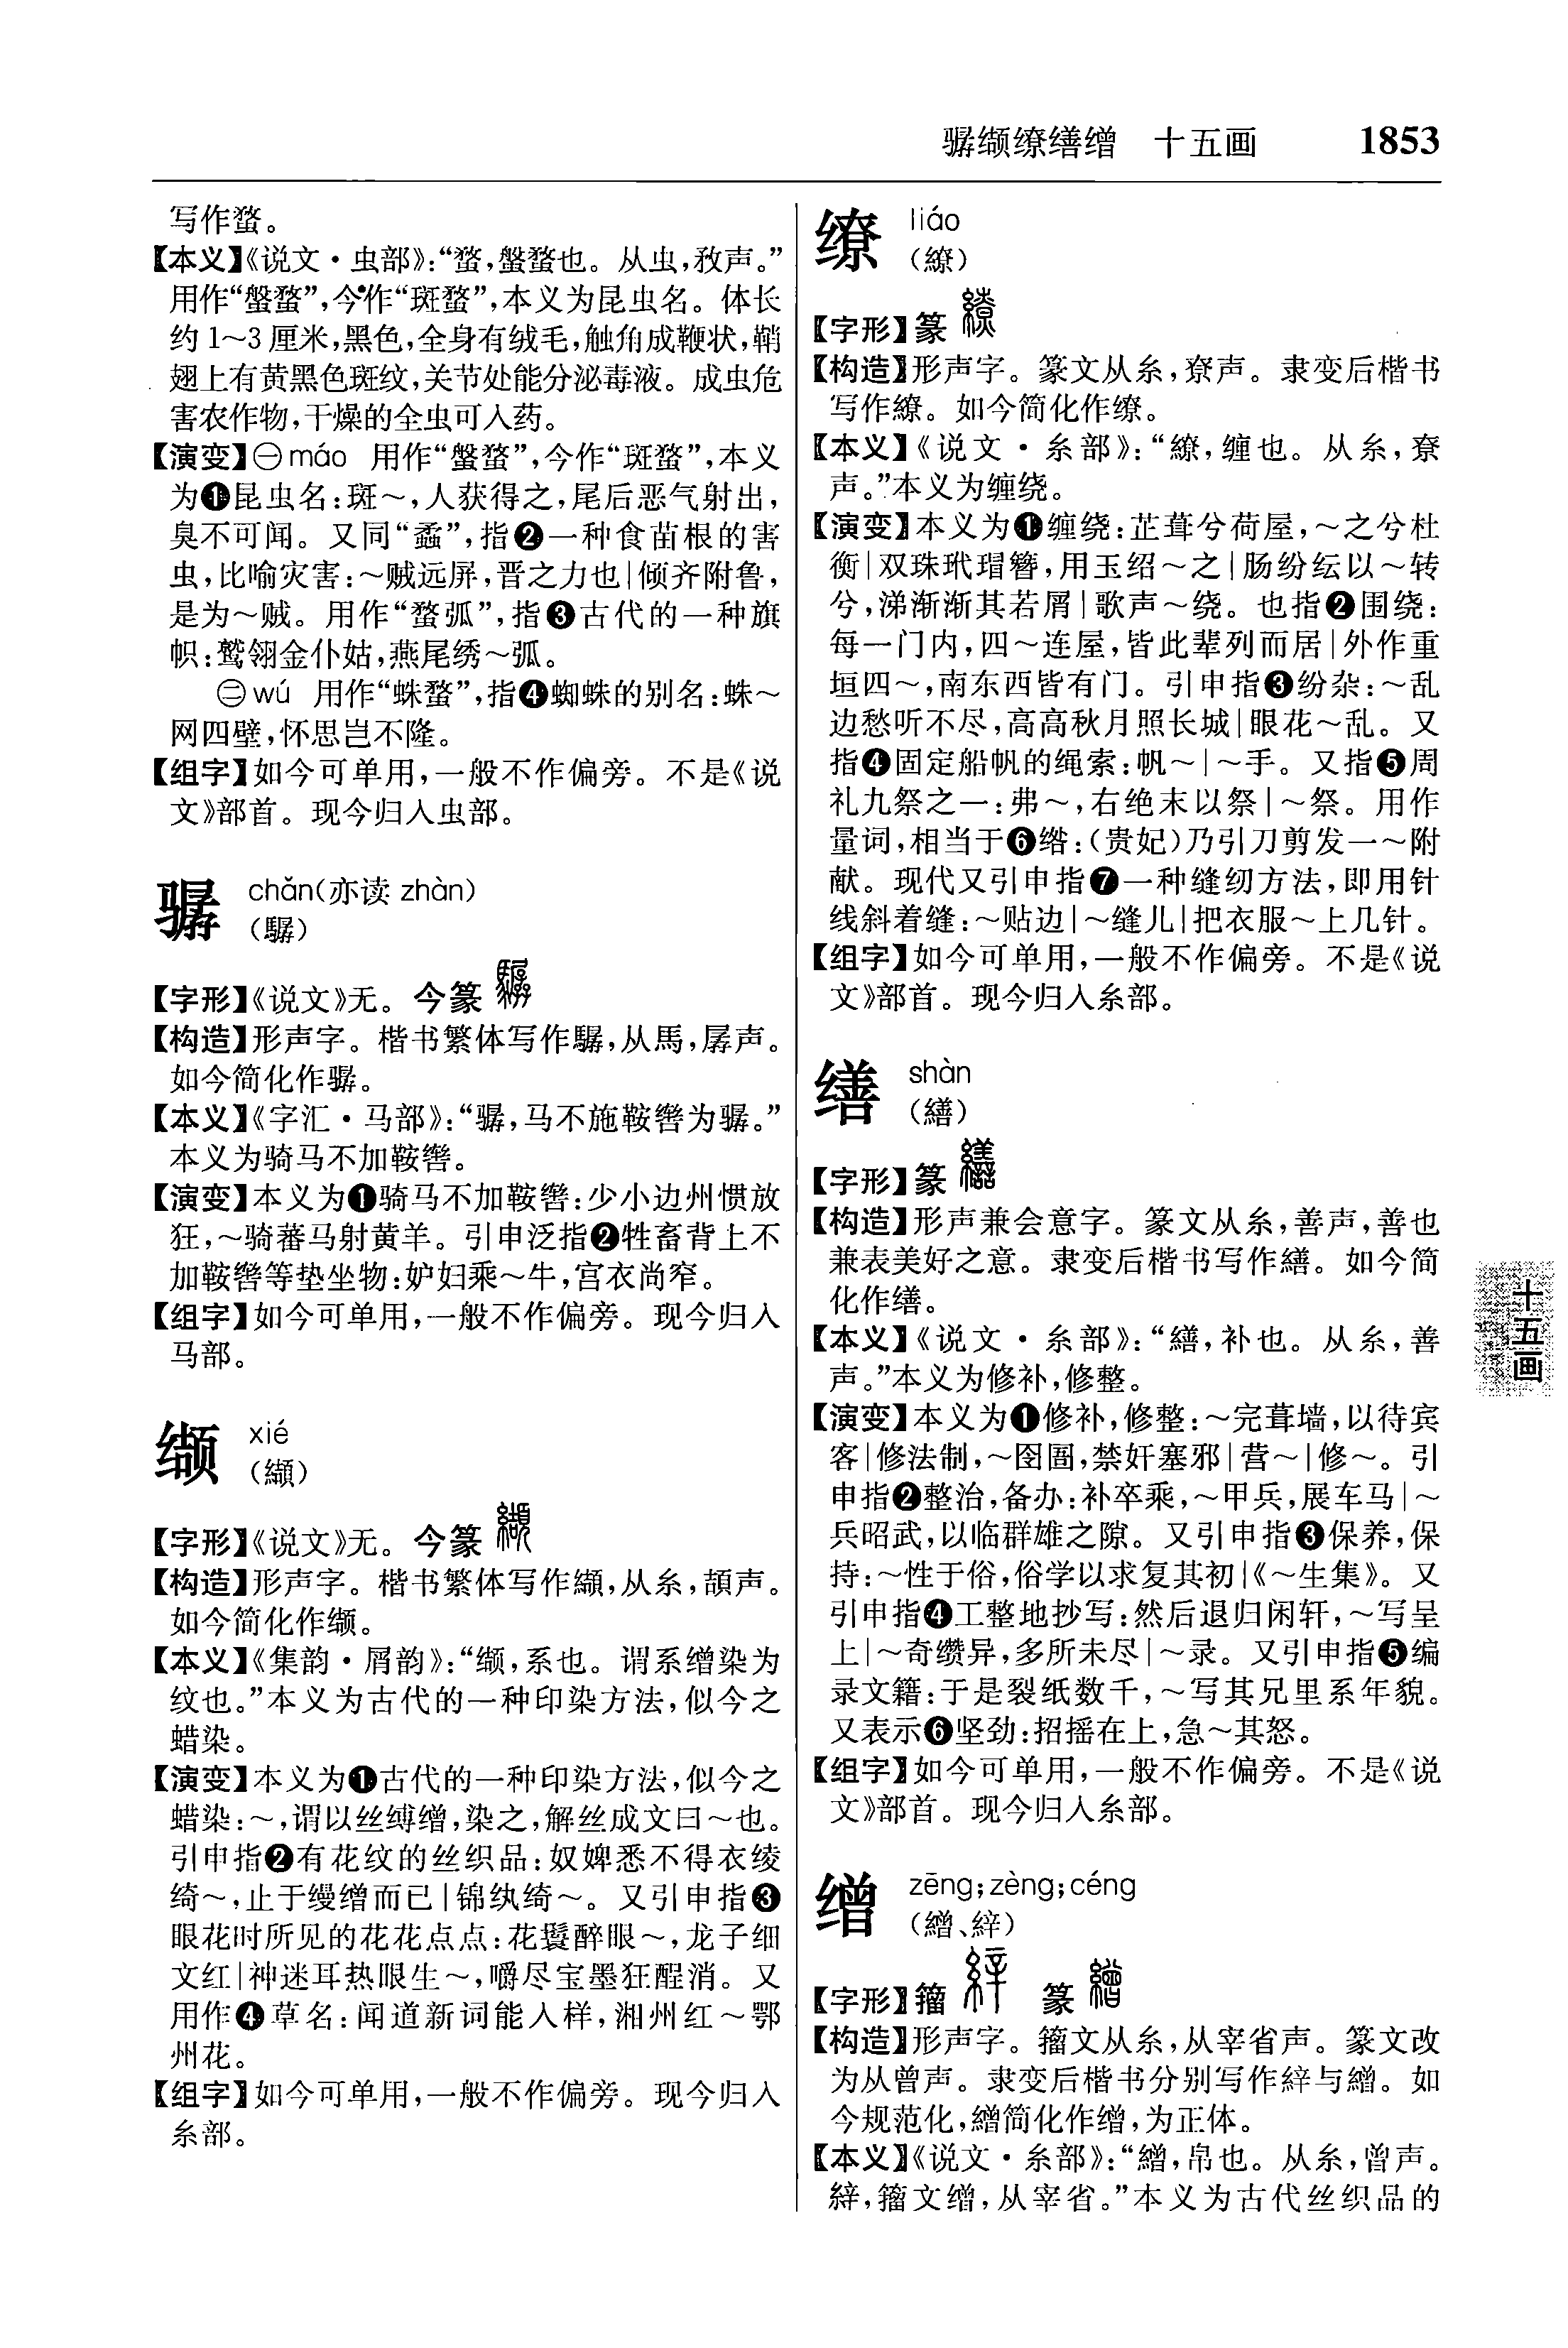 骣缬缭缮缯 十五画 1853
写作蝥。
【本义】《说文·虫部》:“蝥,螌蝥也。从虫,敄声。”
用作“螌蝥”,今作“斑蝥”,本义为昆虫名。体长
约1～3厘米,黑色,全身有绒毛,触角成鞭状,鞘
翅上有黄黑色斑纹,关节处能分泌毒液。成虫危
害农作物,干燥的全虫可入药。
【演变】㊀máo 用作“螌蝥”,今作“斑蝥”,本义
为❶昆虫名:斑～,人获得之,尾后恶气射出,
臭不可闻。又同“蟊”,指❷一种食苗根的害
虫,比喻灾害:～贼远屏,晋之力也|倾齐附鲁,
是为～贼。用作“蝥弧”,指❸古代的一种旗
帜:鹫翎金仆姑,燕尾绣～弧。
㊁wú 用作“蛛蝥”,指❹蜘蛛的别名:蛛～
网四壁,怀思岂不隆。
【组字】如今可单用,一般不作偏旁。不是《说
文》部首。现今归入虫部。
骣 chǎn(亦读 zhàn)
(驏)
【字形】《说文》无。今篆
【构造】形声字。楷书繁体写作驏,从馬,孱声。
如今简化作骣。
【本义】《字汇·马部》:“骣,马不施鞍辔为骣。”
本义为骑马不加鞍辔。
【演变】本义为❶骑马不加鞍辔:少小边州惯放
狂,～骑蕃马射黄羊。引申泛指❷牲畜背上不
加鞍辔等垫坐物:妒妇乘～牛,宫衣尚窄。
【组字】如今可单用,一般不作偏旁。现今归入
马部。
缬 xié
(纈)
【字形】《说文》无。今篆
【构造】形声字。楷书繁体写作纈,从糸,頡声。
如今简化作缬。
【本义】《集韵·屑韵》:“缬,系也。谓系缯染为
纹也。”本义为古代的一种印染方法,似今之
蜡染。
【演变】本义为❶古代的一种印染方法,似今之
蜡染:～,谓以丝缚缯,染之,解丝成文曰～也。
引申指❷有花纹的丝织品:奴婢悉不得衣绫
绮～,止于缦缯而已|锦纨绮～。又引申指❸
眼花时所见的花花点点:花鬘醉眼～,龙子细
文红|神迷耳热眼生～,嚼尽宝墨狂酲消。又
用作❹草名:闻道新词能入样,湘州红～鄂
州花。
【组字】如今可单用,一般不作偏旁。现今归入
糸部。
缭 liáo
(繚)
【字形】篆
【构造】形声字。篆文从糸,尞声。隶变后楷书
写作繚。如今简化作缭。
【本义】《说文·糸部》:“繚,缠也。从糸,尞
声。”本义为缠绕。
【演变】本义为❶缠绕:芷葺兮荷屋,～之兮杜
衡|双珠玳瑁簪,用玉绍～之|肠纷纭以～转
兮,涕渐渐其若屑|歌声～绕。也指❷围绕:
每一门内,四～连屋,皆此辈列而居|外作重
垣四～,南东西皆有门。引申指❸纷杂:～乱
边愁听不尽,高高秋月照长城|眼花～乱。又
指❹固定船帆的绳索:帆～|～手。又指❺周
礼九祭之一:弗～,右绝末以祭|～祭。用作
量词,相当于❻绺:(贵妃)乃引刀剪发一～附
献。现代又引申指❼一种缝纫方法,即用针
线斜着缝:～贴边|～缝儿|把衣服～上几针。
【组字】如今可单用,一般不作偏旁。不是《说
文》部首。现今归入糸部。
缮 shàn
(繕)
【字形】篆
【构造】形声兼会意字。篆文从糸,善声,善也
兼表美好之意。隶变后楷书写作繕。如今简
化作缮。
【本义】《说文·糸部》:“繕,补也。从糸,善
声。”本义为修补,修整。
【演变】本义为❶修补,修整:～完葺墙,以待宾
客|修法制,～囹圄,禁奸塞邪|营～|修～。引
申指❷整治,备办:补卒乘,～甲兵,展车马|～
兵昭武,以临群雄之隙。又引申指❸保养,保
持:～性于俗,俗学以求复其初|《～生集》。又
引申指❹工整地抄写:然后退归闲轩,～写呈
上|～奇缵异,多所未尽|～录。又引申指❺编
录文籍:于是裂纸数千,～写其兄里系年貌。
又表示❻坚劲:招摇在上,急～其怒。
【组字】如今可单用,一般不作偏旁。不是《说
文》部首。现今归入糸部。
缯 zēng;zèng;céng
(繒、縡)
【字形】籀 篆
【构造】形声字。籀文从糸,从宰省声。篆文改
为从曾声。隶变后楷书分别写作縡与繒。如
今规范化,繒简化作缯,为正体。
【本义】《说文·糸部》:“繒,帛也。从糸,曾声。
縡,籀文缯,从宰省。”本义为古代丝织品的
十五画